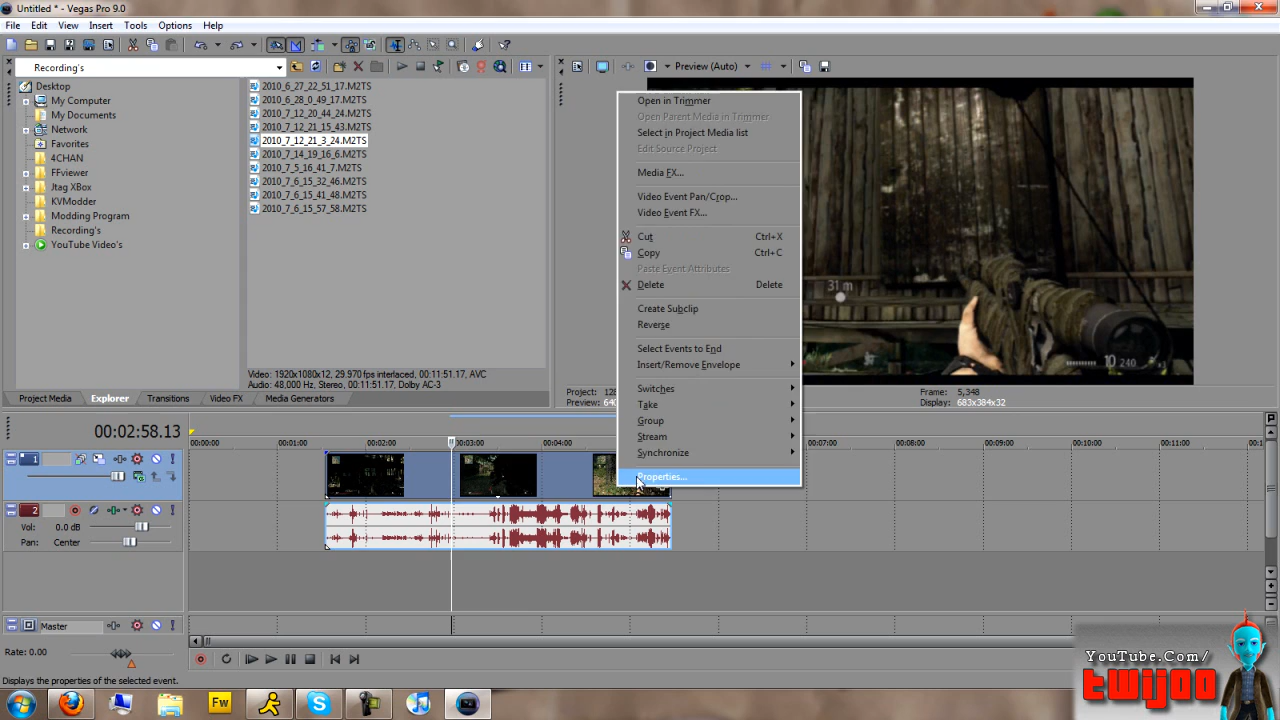 Untitled * - Vegas Pro 9.0
File Edit View Insert Tools Options Help
Recording's
Preview (Auto)
Desktop
My Computer
My Documents
Network
Favorites
4CHAN
FFviewer
Jtag XBox
KVModder
Modding Program
Recording's
YouTube Video's
2010_6_27_22_51_17.M2TS
2010_6_28_0_49_17.M2TS
2010_7_12_20_44_24.M2TS
2010_7_12_21_15_43.M2TS
2010_7_12_21_3_24.M2TS
2010_7_14_19_16_6.M2TS
2010_7_5_16_41_7.M2TS
2010_7_6_15_32_46.M2TS
2010_7_6_15_41_48.M2TS
2010_7_6_15_57_58.M2TS
Video: 1920x1080x12, 29.970 fps interlaced, 00:11:51.17, AVC
Audio: 48,000 Hz, Stereo, 00:11:51.17, Dolby AC-3
Project Media Explorer Transitions Video FX Media Generators
Open in Trimmer
Open Parent Media in Trimmer
Select in Project Media list
Edit Source Project
Media FX...
Video Event Pan/Crop...
Video Event FX...
Cut Ctrl+X
Copy Ctrl+C
Paste Event Attributes
Delete Delete
Create Subclip
Reverse
Select Events to End
Insert/Remove Envelope
Switches
Take
Group
Stream
Synchronize
Properties...
31 m
10 240
Project: 128
Preview: 640
Frame: 5,348
Display: 683x384x32
00:02:58.13
00:00:00 00:01:00 00:02:00 00:03:00 00:04:00 00:07:00 00:08:00 00:09:00 00:10:00 00:11:00
1
2
Vol: 0.0 dB
Pan: Center
Master
Rate: 0.00
Displays the properties of the selected event.
Fw
YouTube.Com/
twijoo